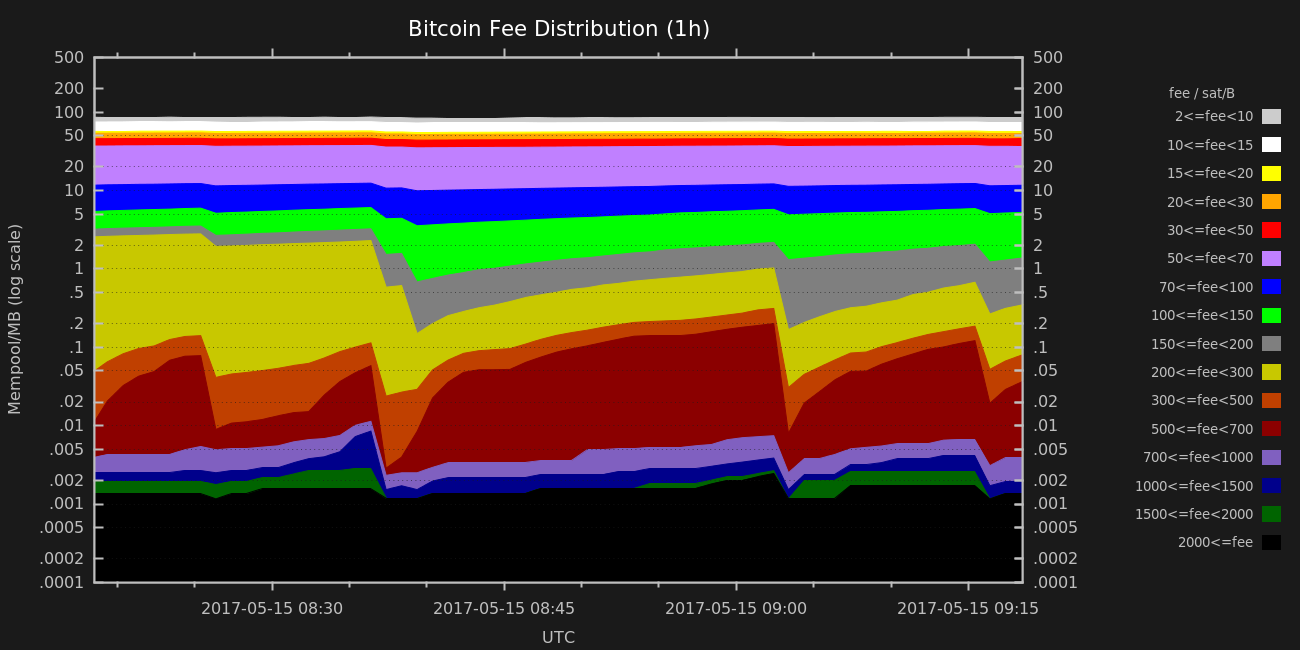 Bitcoin Fee Distribution (1h)
Mempool/MB (log scale)
500
200
100
50
20
10
5
2
1
.5
.2
.1
.05
.02
.01
.005
.002
.001
.0005
.0002
.0001
500
200
100
50
20
10
5
2
1
.5
.2
.1
.05
.02
.01
.005
.002
.001
.0005
.0002
.0001
2017-05-15 08:30 2017-05-15 08:45 2017-05-15 09:00 2017-05-15 09:15
UTC
fee / sat/B
2<=fee<10
10<=fee<15
15<=fee<20
20<=fee<30
30<=fee<50
50<=fee<70
70<=fee<100
100<=fee<150
150<=fee<200
200<=fee<300
300<=fee<500
500<=fee<700
700<=fee<1000
1000<=fee<1500
1500<=fee<2000
2000<=fee